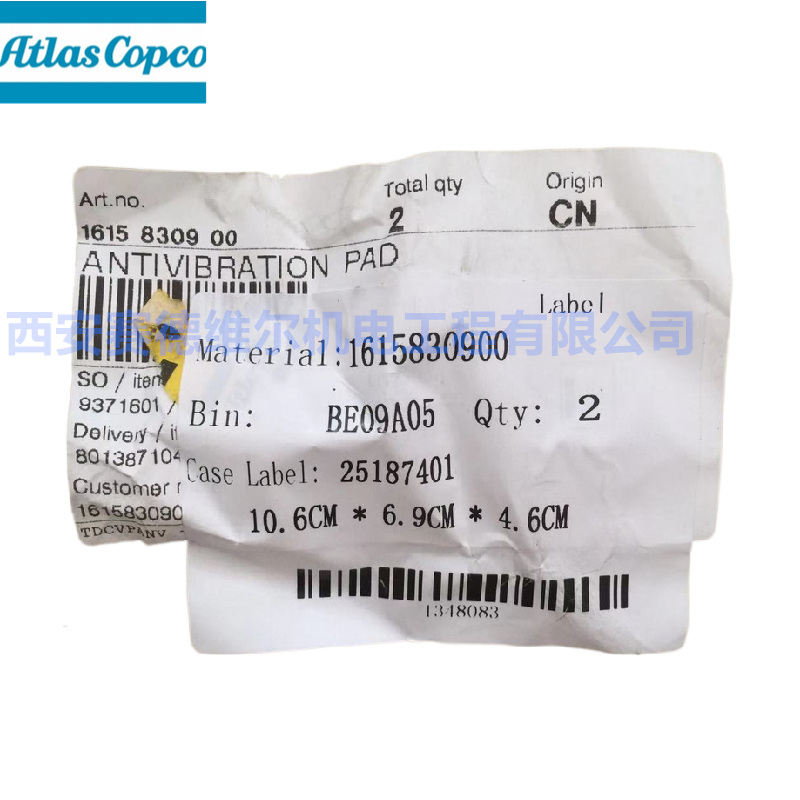 Atlas Copco
Art.no. Total qty Origin
1615 8309 00 2 CN
ANTIVIBRATION PAD
Label
西安赛德维尔机电工程有限公司
Material:1615830900
SO / item
9371601 /
Bin: BE09A05 Qty: 2
Delivery / it
801387104
Case Label: 25187401
Customer r
161583090
10.6CM * 6.9CM * 4.6CM
TDCVPANV
1348083